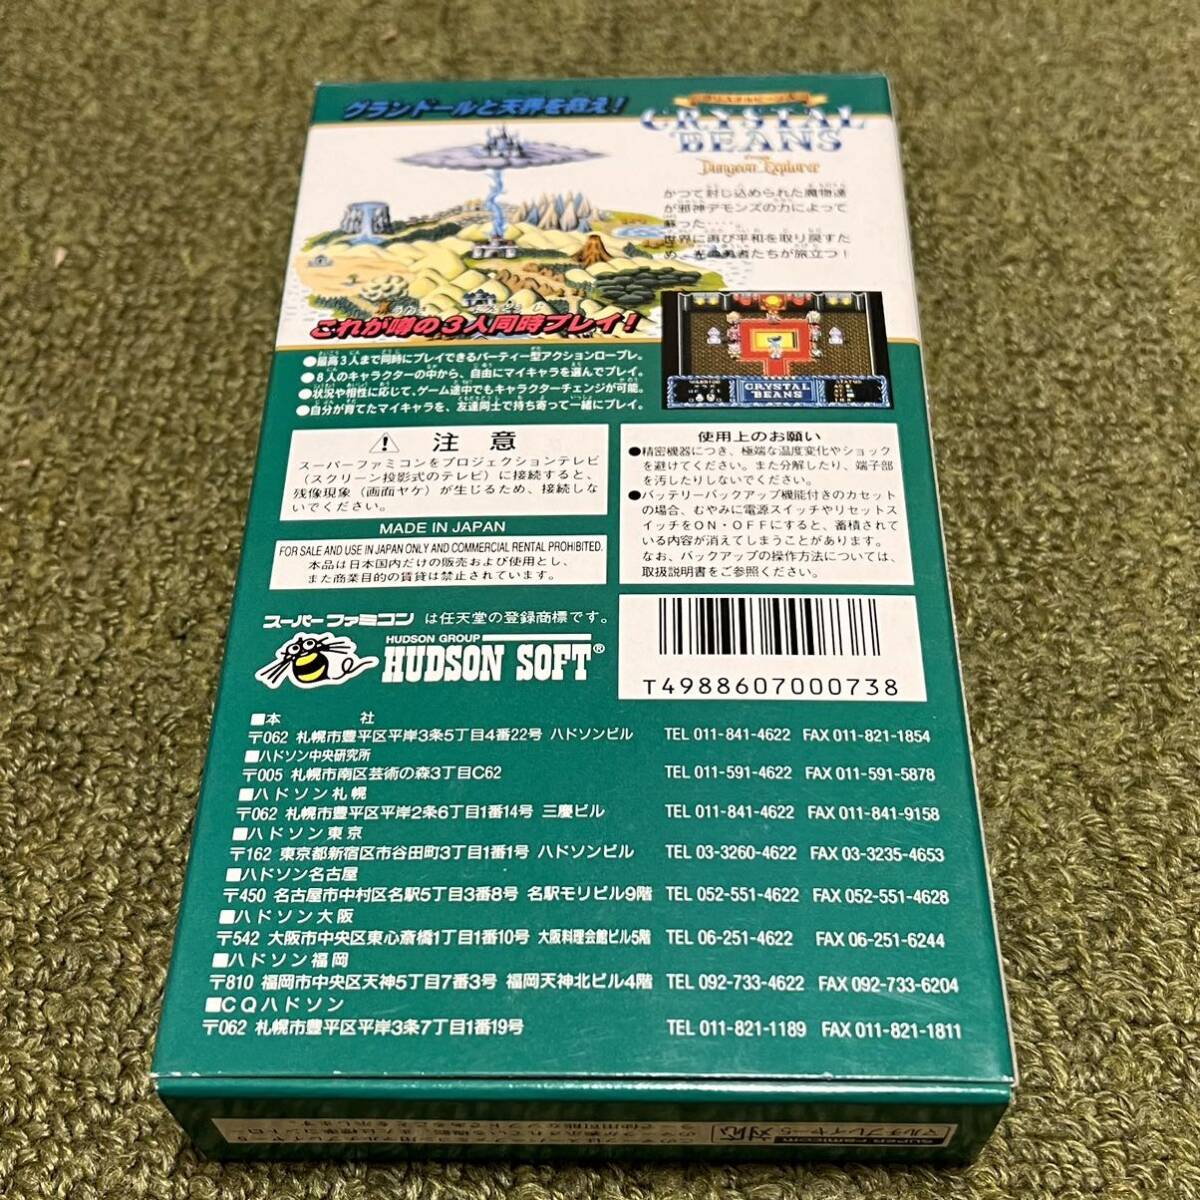 グランドールと天界を救え!
クリスタルビーンズ
CRYSTAL
BEANS
from
Dungeon Explorer
かつて封じ込められた魔物達
が邪神デモンズの力によって
蘇った‥‥
世界に再び平和を取り戻すた
め、光の勇者たちが旅立つ!
これが噂の3人同時プレイ!
●最高3人まで同時にプレイできるパーティー型アクションロープレ。
●8人のキャラクターの中から、自由にマイキャラを選んでプレイ。
●状況や相性に応じて、ゲーム途中でもキャラクターチェンジが可能。
●自分が育てたマイキャラを、友達同士で持ち寄って一緒にプレイ。
CRYSTAL
BEANS
STATUS
注意
スーパーファミコンをプロジェクションテレビ
(スクリーン投影式のテレビ)に接続すると、
残像現象(画面ヤケ)が生じるため、接続しな
いでください。
MADE IN JAPAN
FOR SALE AND USE IN JAPAN ONLY AND COMMERCIAL RENTAL PROHIBITED.
本品は日本国内だけの販売および使用とし、
また商業目的の賃貸は禁止されています。
使用上のお願い
●精密機器につき、極端な温度変化やショック
を避けてください。また分解したり、端子部
を汚したりしないでください。
●バッテリーバックアップ機能付きのカセット
の場合、むやみに電源スイッチやリセットス
イッチをON・OFFにすると、蓄積されて
いる内容が消えてしまうことがあります。
なお、バックアップの操作方法については、
取扱説明書をご参照ください。
スーパーファミコン は任天堂の登録商標です。
HUDSON GROUP
HUDSON SOFT®
T4988607000738
■本 社
〒062 札幌市豊平区平岸3条5丁目4番22号 ハドソンビル TEL 011-841-4622 FAX 011-821-1854
■ハドソン中央研究所
〒005 札幌市南区芸術の森3丁目C62 TEL 011-591-4622 FAX 011-591-5878
■ハドソン札幌
〒062 札幌市豊平区平岸2条6丁目1番14号 三慶ビル TEL 011-841-4622 FAX 011-841-9158
■ハドソン東京
〒162 東京都新宿区市谷田町3丁目1番1号 ハドソンビル TEL 03-3260-4622 FAX 03-3235-4653
■ハドソン名古屋
〒450 名古屋市中村区名駅5丁目3番8号 名駅モリビル9階 TEL 052-551-4622 FAX 052-551-4628
■ハドソン大阪
〒542 大阪市中央区東心斎橋1丁目1番10号 大阪料理会館ビル5階 TEL 06-251-4622 FAX 06-251-6244
■ハドソン福岡
〒810 福岡市中央区天神5丁目7番3号 福岡天神北ビル4階 TEL 092-733-4622 FAX 092-733-6204
■CQハドソン
〒062 札幌市豊平区平岸3条7丁目1番19号 TEL 011-821-1189 FAX 011-821-1811
SUPER FAMICOM
マルチプレイヤー5対応